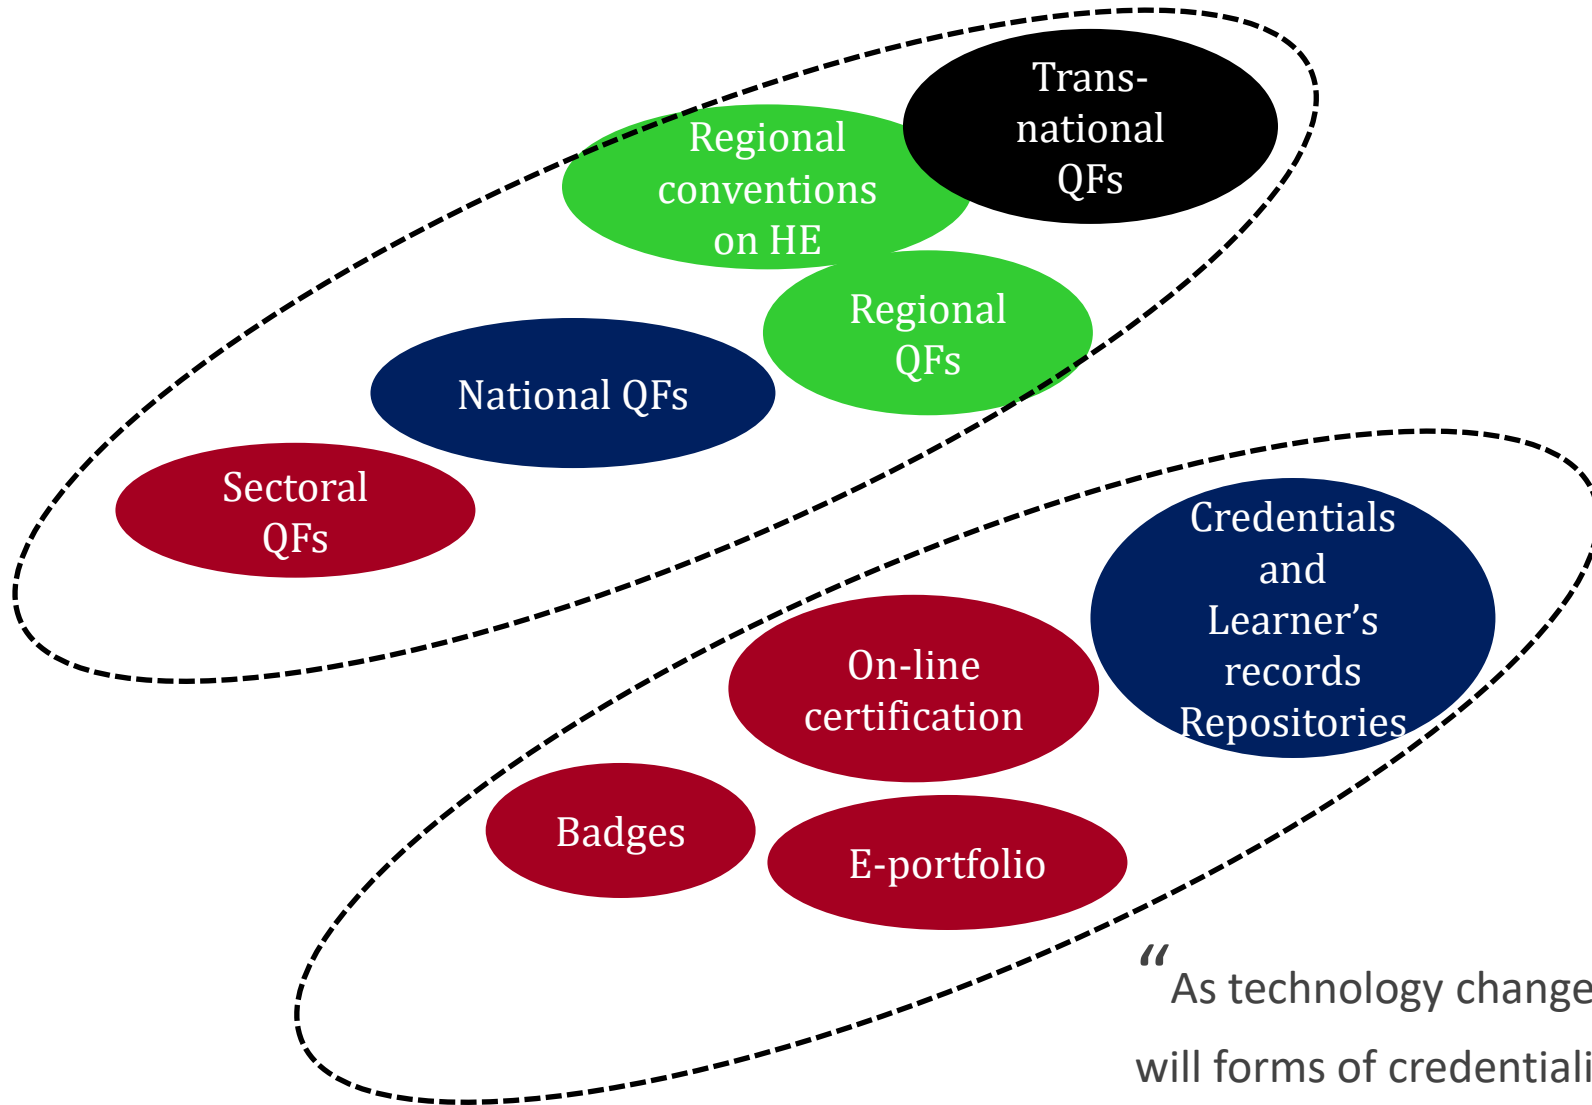 Trans-
national
QFs
Regional
conventions
on HE
Regional
QFs
National QFs
Sectoral
QFs
Credentials
and
Learner’s
records
Repositories
On-line
certification
Badges
E-portfolio
“As technology change
will forms of credentiali